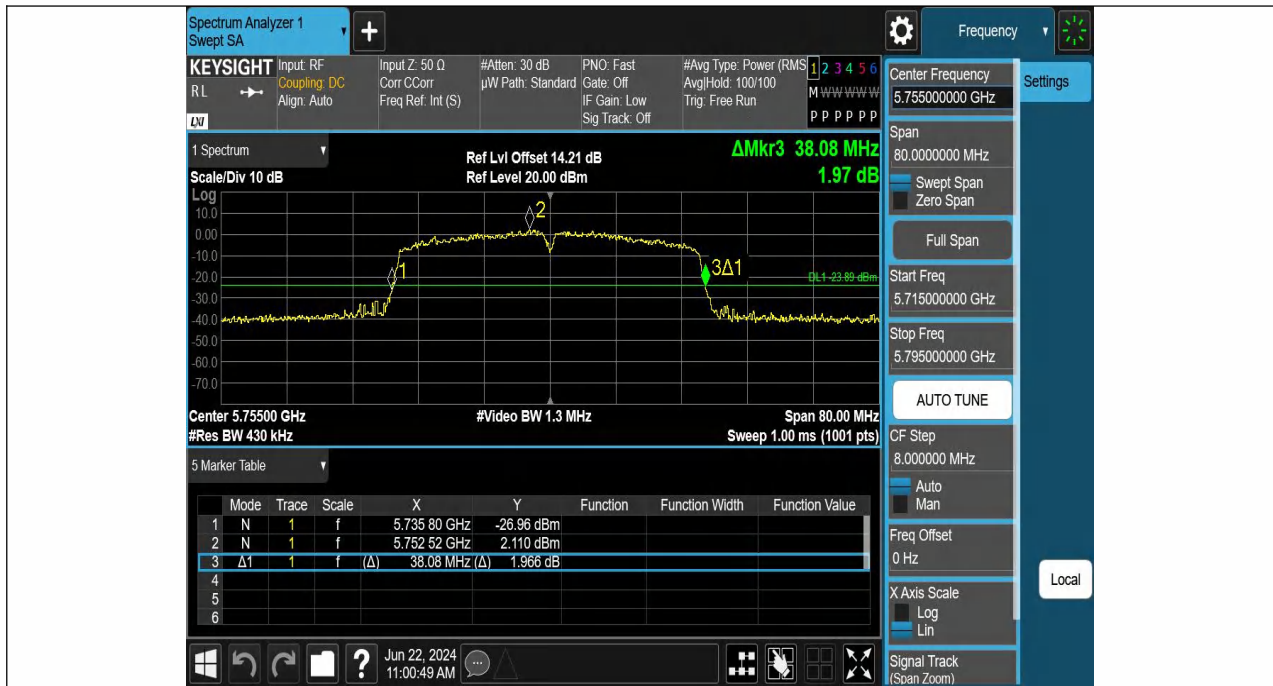 Spectrum Analyzer 1
Swept SA
+
Frequency
KEYSIGHT
RL
LXI
Input: RF
Coupling: DC
Align: Auto
Input Z: 50 Ω
Corr CCorr
Freq Ref: Int (S)
#Atten: 30 dB
µW Path: Standard
PNO: Fast
Gate: Off
IF Gain: Low
Sig Track: Off
#Avg Type: Power (RMS
Avg|Hold: 100/100
Trig: Free Run
1 2 3 4 5 6
M W W W W W
P P P P P P
1 Spectrum
Scale/Div 10 dB
Ref Lvl Offset 14.21 dB
Ref Level 20.00 dBm
ΔMkr3 38.08 MHz
1.97 dB
Log
10.0
0.00
-10.0
-20.0
-30.0
-40.0
-50.0
-60.0
-70.0
2
1
3Δ1
DL1 -23.89 dBm
Center 5.75500 GHz
#Video BW 1.3 MHz
Span 80.00 MHz
#Res BW 430 kHz
Sweep 1.00 ms (1001 pts)
5 Marker Table
Mode Trace Scale X Y Function Function Width Function Value
1 N 1 f 5.735 80 GHz -26.96 dBm
2 N 1 f 5.752 52 GHz 2.110 dBm
3 Δ1 1 f (Δ) 38.08 MHz (Δ) 1.966 dB
4
5
6
?
Jun 22, 2024
11:00:49 AM
Center Frequency
5.755000000 GHz
Settings
Span
80.0000000 MHz
Swept Span
Zero Span
Full Span
Start Freq
5.715000000 GHz
Stop Freq
5.795000000 GHz
AUTO TUNE
CF Step
8.000000 MHz
Auto
Man
Freq Offset
0 Hz
Local
X Axis Scale
Log
Lin
Signal Track
(Span Zoom)